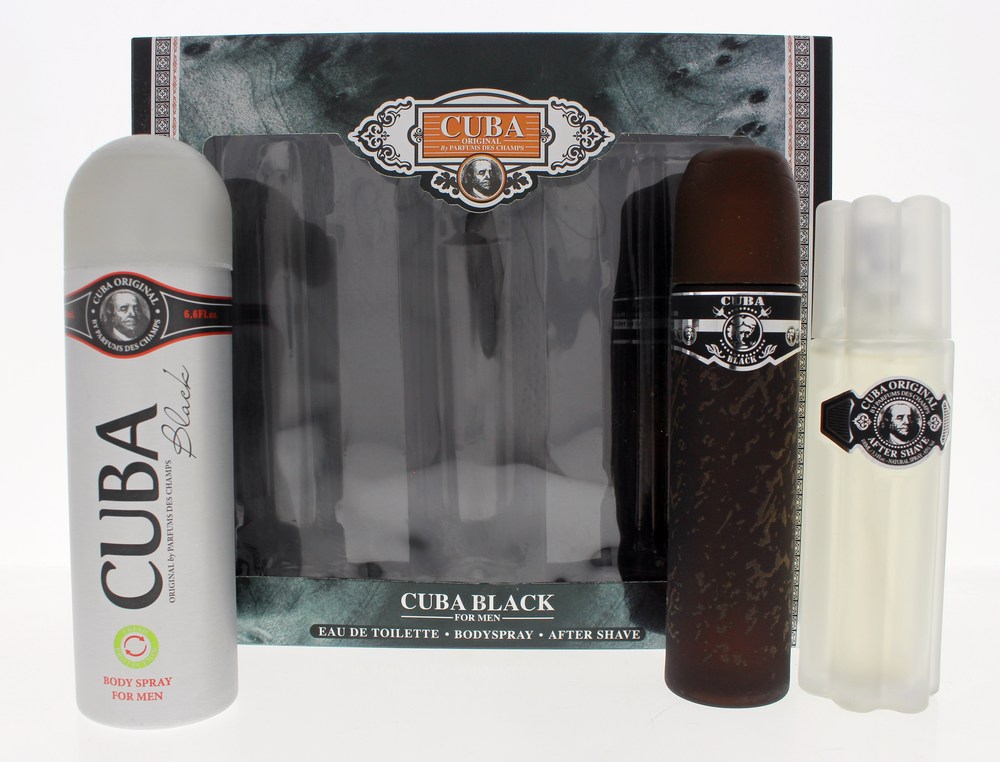 CUBA
ORIGINAL
By PARFUMS DES CHAMPS
CUBA BLACK
FOR MEN
EAU DE TOILETTE • BODYSPRAY • AFTER SHAVE
CUBA ORIGINAL
BY PARFUMS DES CHAMPS
6,6Fl.oz.
CUBA
Black
ORIGINAL by PARFUMS DES CHAMPS
BODY SPRAY
FOR MEN
CUBA
BLACK
CUBA ORIGINAL
BY PARFUMS DES CHAMPS
AFTER SHAVE